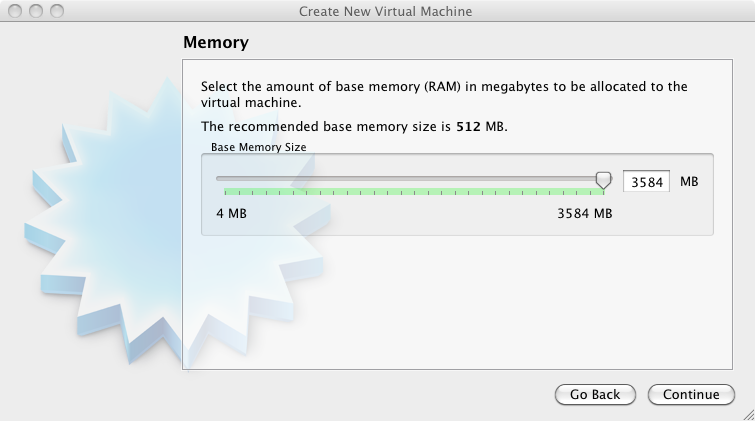 Create New Virtual Machine
Memory
Select the amount of base memory (RAM) in megabytes to be allocated to the
virtual machine.
The recommended base memory size is 512 MB.
Base Memory Size
3584 MB
4 MB 3584 MB
Go Back Continue